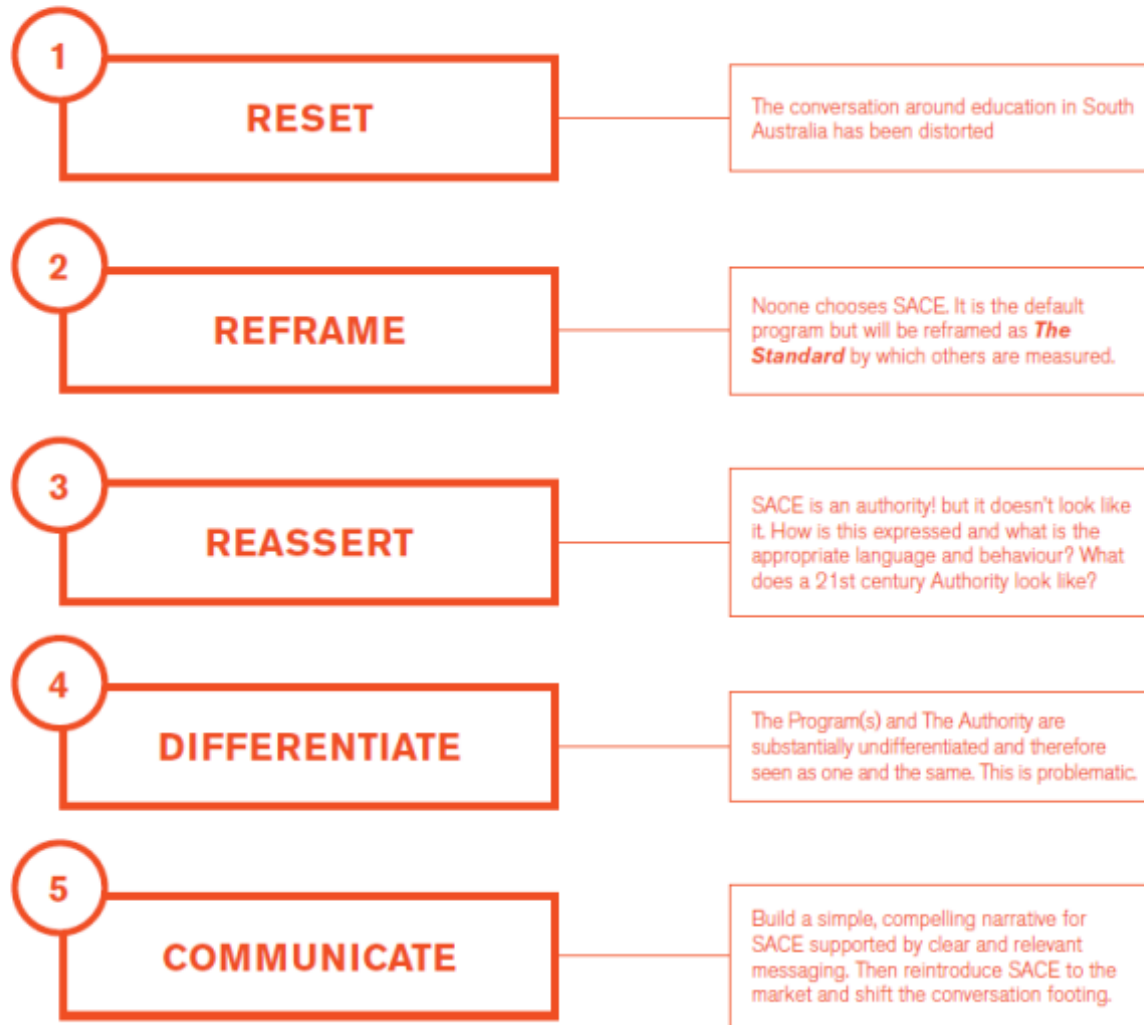 1
RESET
The conversation around education in South
Australia has been distorted
2
REFRAME
Noone chooses SACE. It is the default
program but will be reframed as The
Standard by which others are measured.
3
REASSERT
SACE is an authority! but it doesn't look like
it. How is this expressed and what is the
appropriate language and behaviour? What
does a 21st century Authority look like?
4
DIFFERENTIATE
The Program(s) and The Authority are
substantially undifferentiated and therefore
seen as one and the same. This is problematic.
5
COMMUNICATE
Build a simple, compelling narrative for
SACE supported by clear and relevant
messaging. Then reintroduce SACE to the
market and shift the conversation footing.